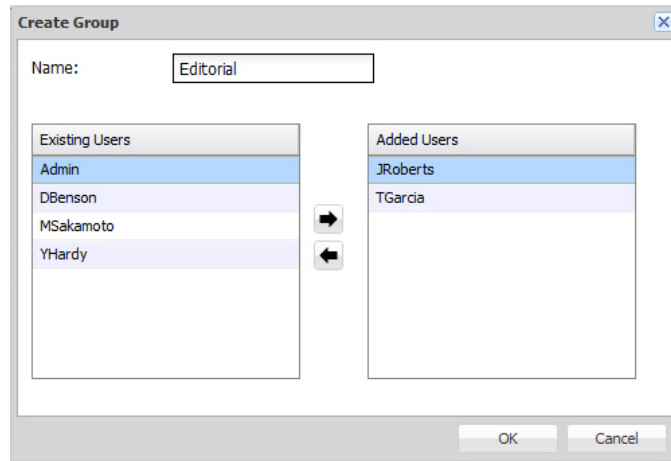 Create Group
Name: Editorial
Existing Users
Admin
DBenson
MSakamoto
YHardy
Added Users
JRoberts
TGarcia
OK Cancel